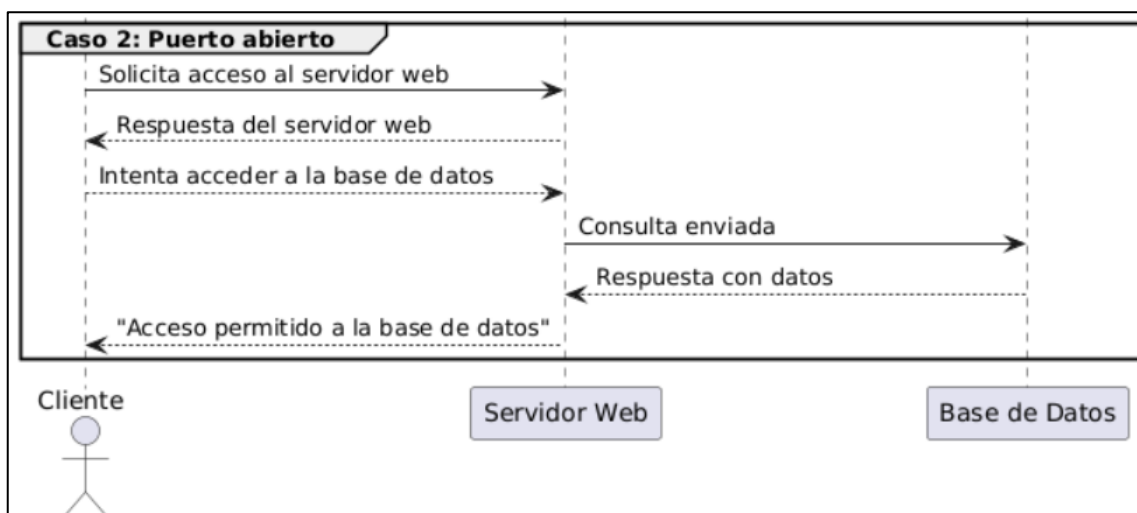 Caso 2: Puerto abierto
Solicita acceso al servidor web
Respuesta del servidor web
Intenta acceder a la base de datos
Consulta enviada
Respuesta con datos
"Acceso permitido a la base de datos"
Cliente
Servidor Web
Base de Datos